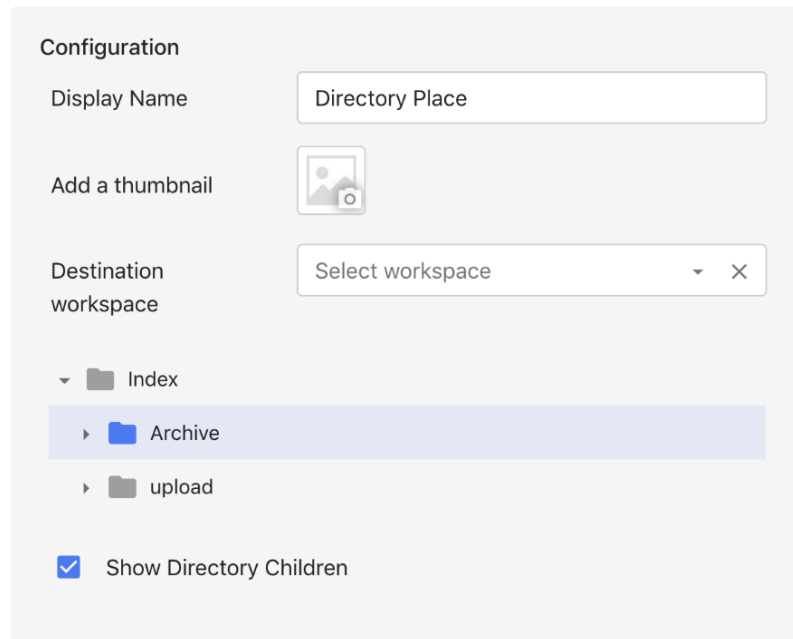 Configuration
Display Name
Directory Place
Add a thumbnail
Destination
workspace
Select workspace
Index
Archive
upload
Show Directory Children